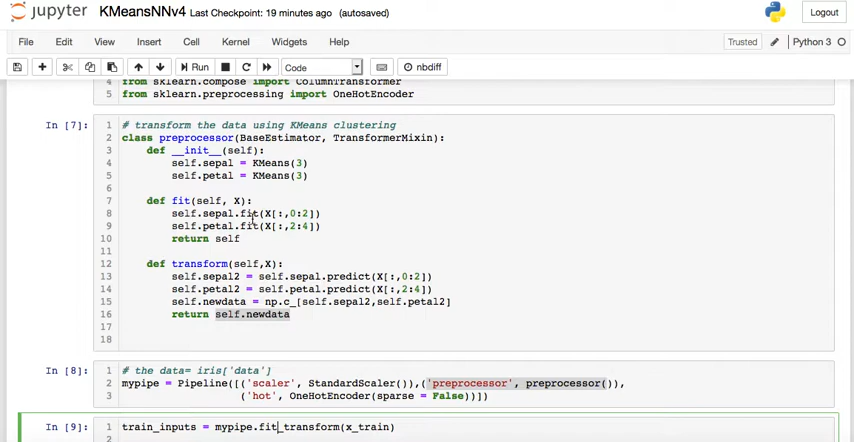 jupyter KMeansNNv4 Last Checkpoint: 19 minutes ago (autosaved) Logout
File Edit View Insert Cell Kernel Widgets Help Trusted Python 3
Run Code nbdiff
4 from sklearn.compose import ColumnTransformer
5 from sklearn.preprocessing import OneHotEncoder
In [7]: 1 # transform the data using KMeans clustering
2 class preprocessor(BaseEstimator, TransformerMixin):
3 def __init__(self):
4 self.sepal = KMeans(3)
5 self.petal = KMeans(3)
6
7 def fit(self, X):
8 self.sepal.fit(X[:,0:2])
9 self.petal.fit(X[:,2:4])
10 return self
11
12 def transform(self,X):
13 self.sepal2 = self.sepal.predict(X[:,0:2])
14 self.petal2 = self.petal.predict(X[:,2:4])
15 self.newdata = np.c_[self.sepal2,self.petal2]
16 return self.newdata
17
18
In [8]: 1 # the data= iris['data']
2 mypipe = Pipeline([('scaler', StandardScaler()),('preprocessor', preprocessor()),
3 ('hot', OneHotEncoder(sparse = False))])
In [9]: 1 train_inputs = mypipe.fit_transform(x_train)
2